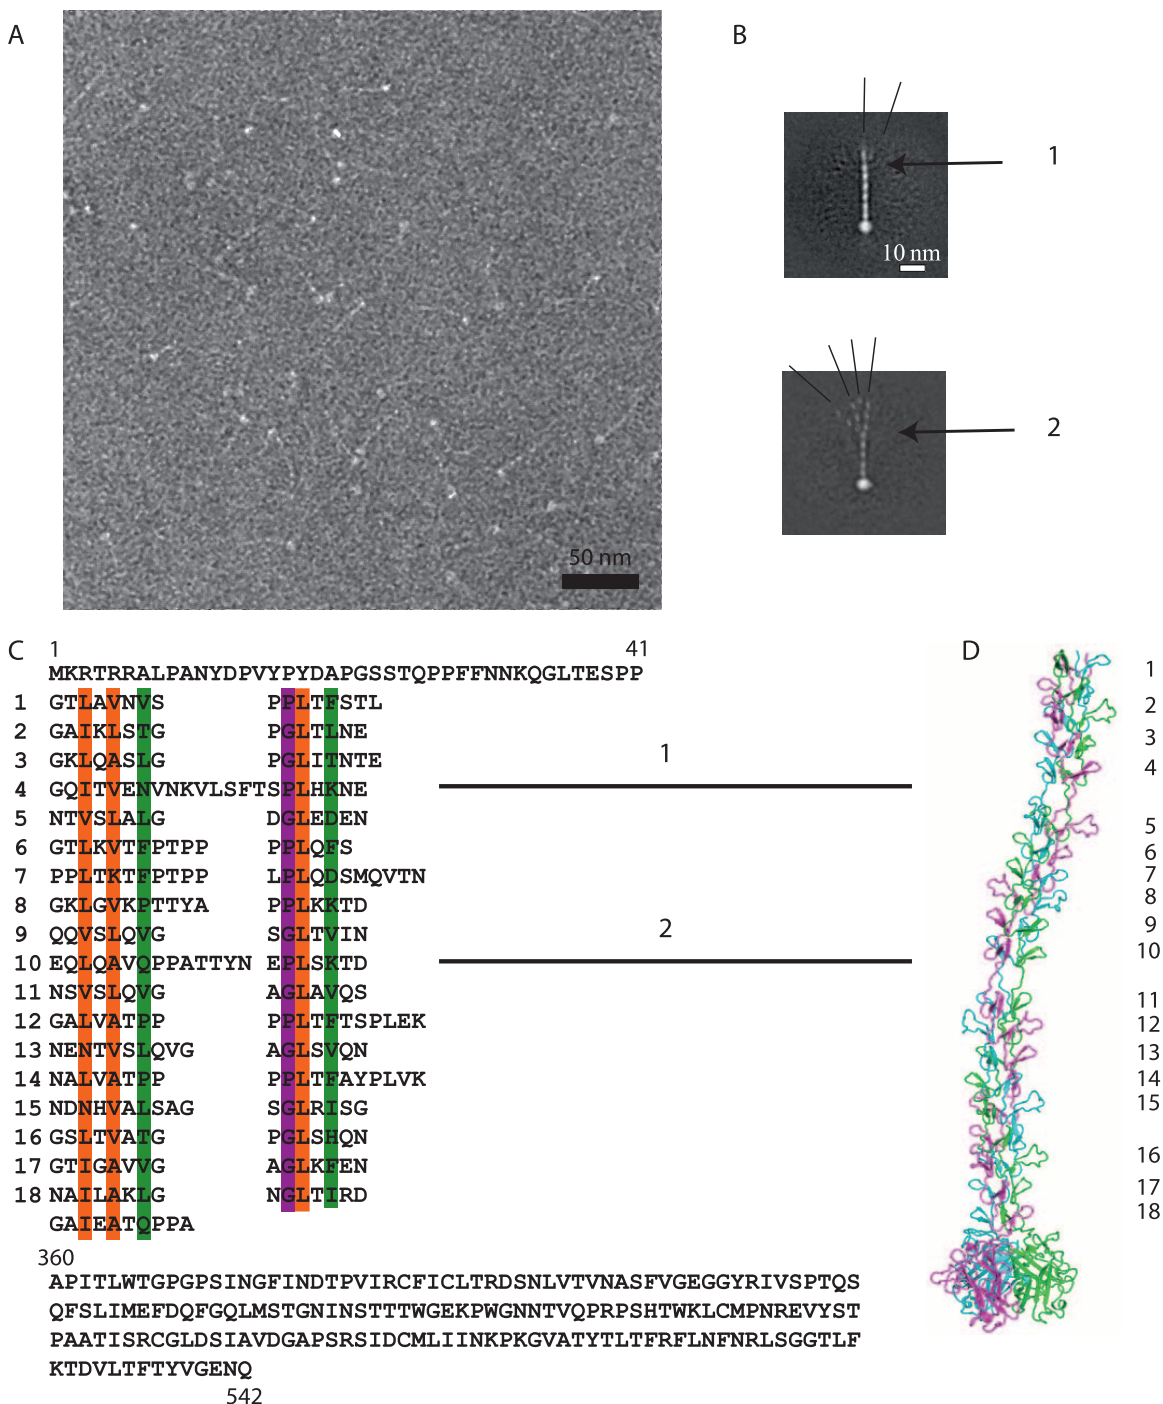 A
50 nm
B
1
10 nm
2
C
1 41
MKRTRRALPANYDPVYPYDAPGSSTQPPFFNNKQGLTESPP
1 GTLAVNVS PPLTFSTL
2 GAIKLSTG PGLTLNE
3 GKLQASLG PGLITNTE
4 GQITVENVNKVLSFTSPLHKNE
5 NTVSLALG DGLEDEN
6 GTLKVTFPTPP PPLQFS
7 PPLTKTFPTPP LPLQDSMQVTN
8 GKLGVKPTTYA PPLKKTD
9 QQVSLQVG SGLTVIN
10 EQLQAVQPPATTYN EPLSKTD
11 NSVSLQVG AGLAVQS
12 GALVATPP PPLTFTSPLEK
13 NENTVSLQVG AGLSVQN
14 NALVATPP PPLTFAYPLVK
15 NDNHVALSAG SGLRISG
16 GSLTVATG PGLSHQN
17 GTIGAVVG AGLKFEN
18 NAILAKLG NGLTIRD
GAIEATQPPA
1
2
360
APITLWTGPGPSINGFINDTPVIRCFICLTRDSNLVTVNASFVGEGGYRIVSPTQS
QFSLIMEFDQFGQLMSTGNINSTTTWGEKPWGNNTVQPRPSHTWKLCMPNREVYST
PAATISRCGLDSIAVDGAPSRSIDCMLIINKPKGVATYTLTFRFLNFNRLSGGTLF
KTDVLTFTYVGENQ
542
D
1
2
3
4
5
6
7
8
9
10
11
12
13
14
15
16
17
18